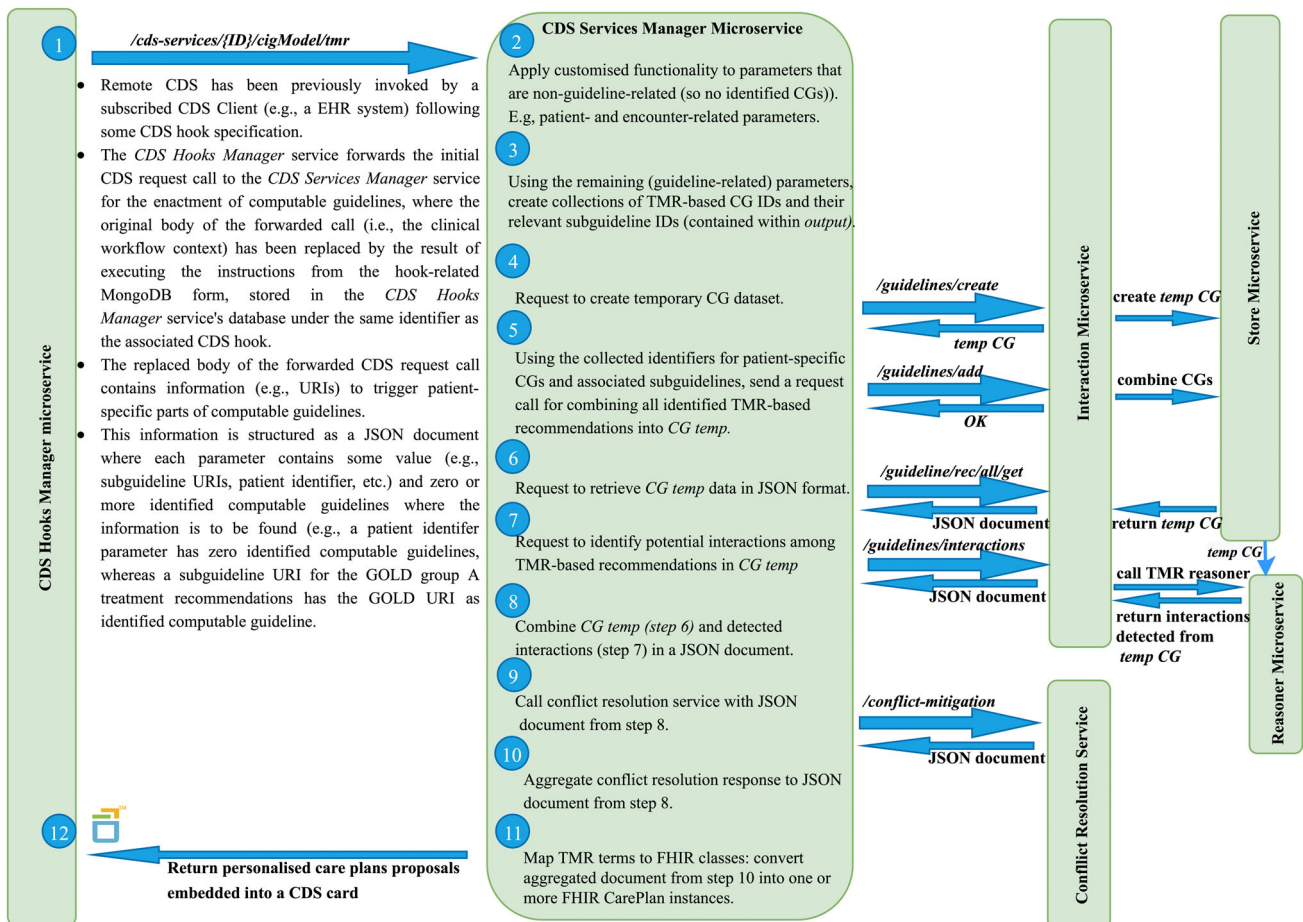 CDS Hooks Manager microservice
1
/cds-services/{ID}/cigModel/tmr
● Remote CDS has been previously invoked by a
subscribed CDS Client (e.g., a EHR system) following
some CDS hook specification.
● The CDS Hooks Manager service forwards the initial
CDS request call to the CDS Services Manager service
for the enactment of computable guidelines, where the
original body of the forwarded call (i.e., the clinical
workflow context) has been replaced by the result of
executing the instructions from the hook-related
MongoDB form, stored in the CDS Hooks
Manager service's database under the same identifier as
the associated CDS hook.
● The replaced body of the forwarded CDS request call
contains information (e.g., URIs) to trigger patient-
specific parts of computable guidelines.
● This information is structured as a JSON document
where each parameter contains some value (e.g.,
subguideline URIs, patient identifier, etc.) and zero or
more identified computable guidelines where the
information is to be found (e.g., a patient identifer
parameter has zero identified computable guidelines,
whereas a subguideline URI for the GOLD group A
treatment recommendations has the GOLD URI as
identified computable guideline.
CDS Services Manager Microservice
2
Apply customised functionality to parameters that
are non-guideline-related (so no identified CGs)).
E.g, patient- and encounter-related parameters.
3
Using the remaining (guideline-related) parameters,
create collections of TMR-based CG IDs and their
relevant subguideline IDs (contained within output).
4
Request to create temporary CG dataset.
5
Using the collected identifiers for patient-specific
CGs and associated subguidelines, send a request
call for combining all identified TMR-based
recommendations into CG temp.
6
Request to retrieve CG temp data in JSON format.
7
Request to identify potential interactions among
TMR-based recommendations in CG temp
8
Combine CG temp (step 6) and detected
interactions (step 7) in a JSON document.
9
Call conflict resolution service with JSON
document from step 8.
10
Aggregate conflict resolution response to JSON
document from step 8.
11
Map TMR terms to FHIR classes: convert
aggregated document from step 10 into one or
more FHIR CarePlan instances.
/guidelines/create
temp CG
/guidelines/add
OK
/guideline/rec/all/get
JSON document
/guidelines/interactions
JSON document
/conflict-mitigation
JSON document
Interaction Microservice
create temp CG
combine CGs
return temp CG
temp CG
call TMR reasoner
return interactions
detected from
temp CG
Store Microservice
Reasoner Microservice
Conffict Resolution Service
12
TM
Return personalised care plans proposals
embedded into a CDS card